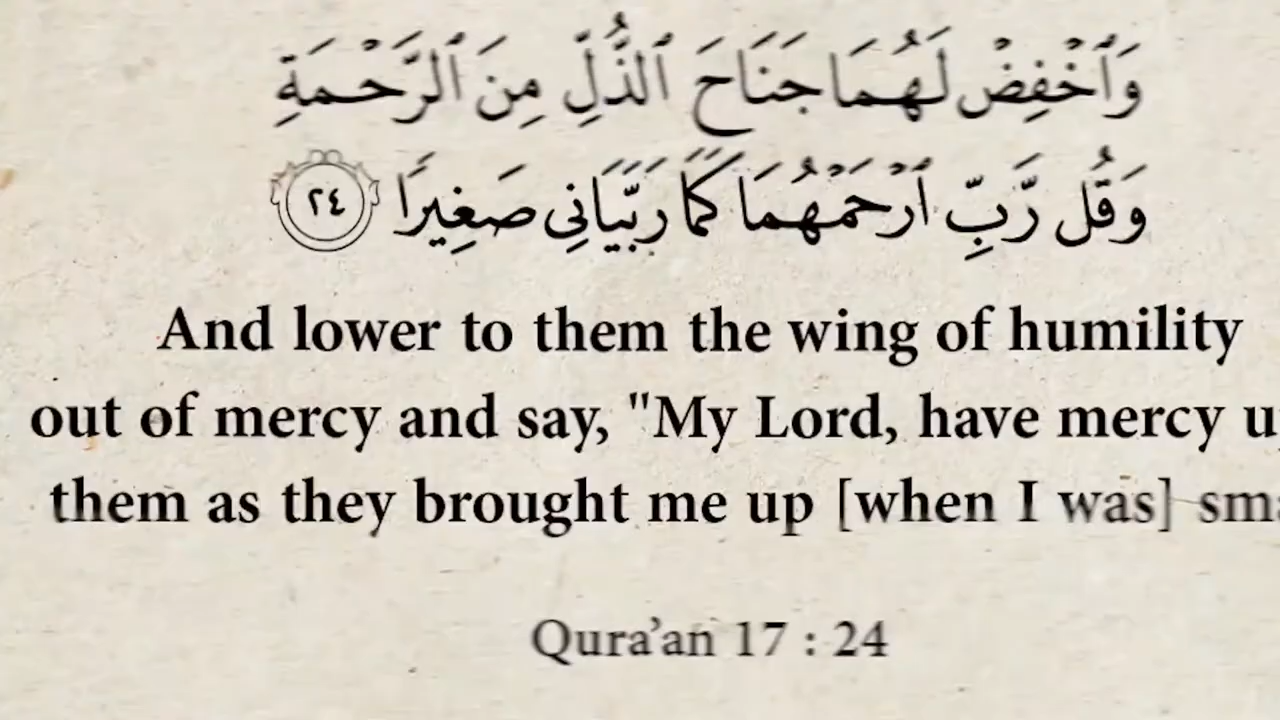 وَٱخْفِضْ لَهُمَا جَنَاحَ ٱلذُّلِّ مِنَ ٱلرَّحْمَةِ
وَقُل رَّبِّ ٱرْحَمْهُمَا كَمَا رَبَّيَانِى صَغِيرًا ٢٤
And lower to them the wing of humility
out of mercy and say, "My Lord, have mercy u
them as they brought me up [when I was] sma
Qura’an 17 : 24